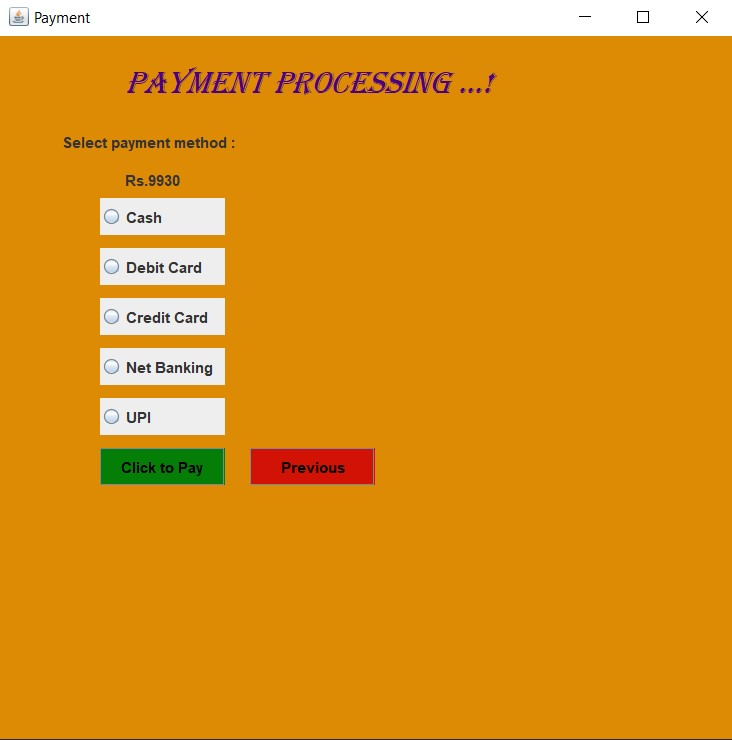 Payment
PAYMENT PROCESSING ...!
Select payment method :
Rs.9930
Cash
Debit Card
Credit Card
Net Banking
UPI
Click to Pay
Previous